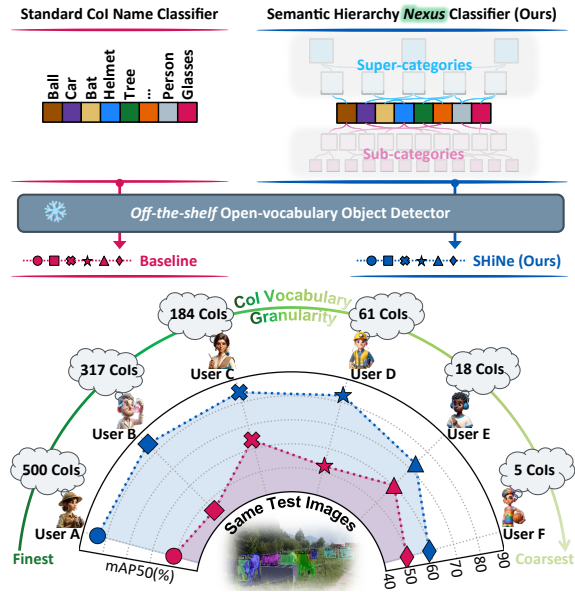 Standard CoI Name Classifier
Semantic Hierarchy Nexus Classifier (Ours)
Ball
Car
Bat
Helmet
Tree
...
Person
Glasses
Super-categories
Sub-categories
Off-the-shelf Open-vocabulary Object Detector
Baseline
SHiNe (Ours)
CoI Vocabulary
Granularity
184 CoIs
61 CoIs
User C
User D
317 CoIs
18 CoIs
User B
User E
500 CoIs
5 CoIs
User A
User F
Same Test Images
Finest
Coarsest
mAP50(%)
40
50
60
70
80
90